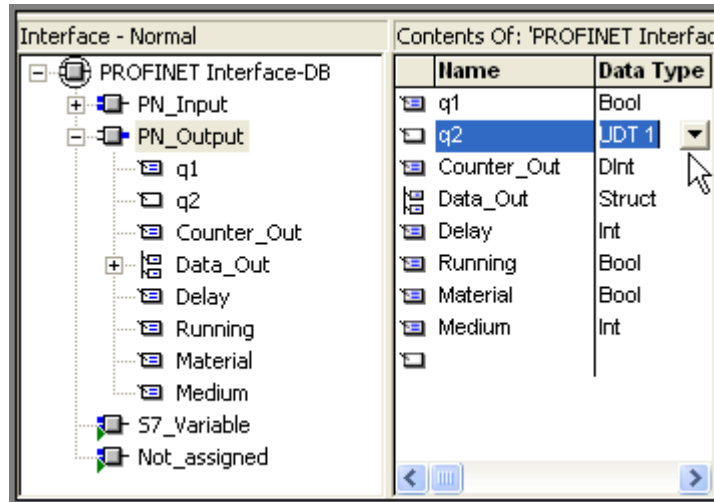 Interface - Normal
PROFINET Interface-DB
PN_Input
PN_Output
q1
q2
Counter_Out
Data_Out
Delay
Running
Material
Medium
S7_Variable
Not_assigned
Contents Of: 'PROFINET Interfac
Name Data Type
q1 Bool
q2 UDT 1
Counter_Out DInt
Data_Out Struct
Delay Int
Running Bool
Material Bool
Medium Int